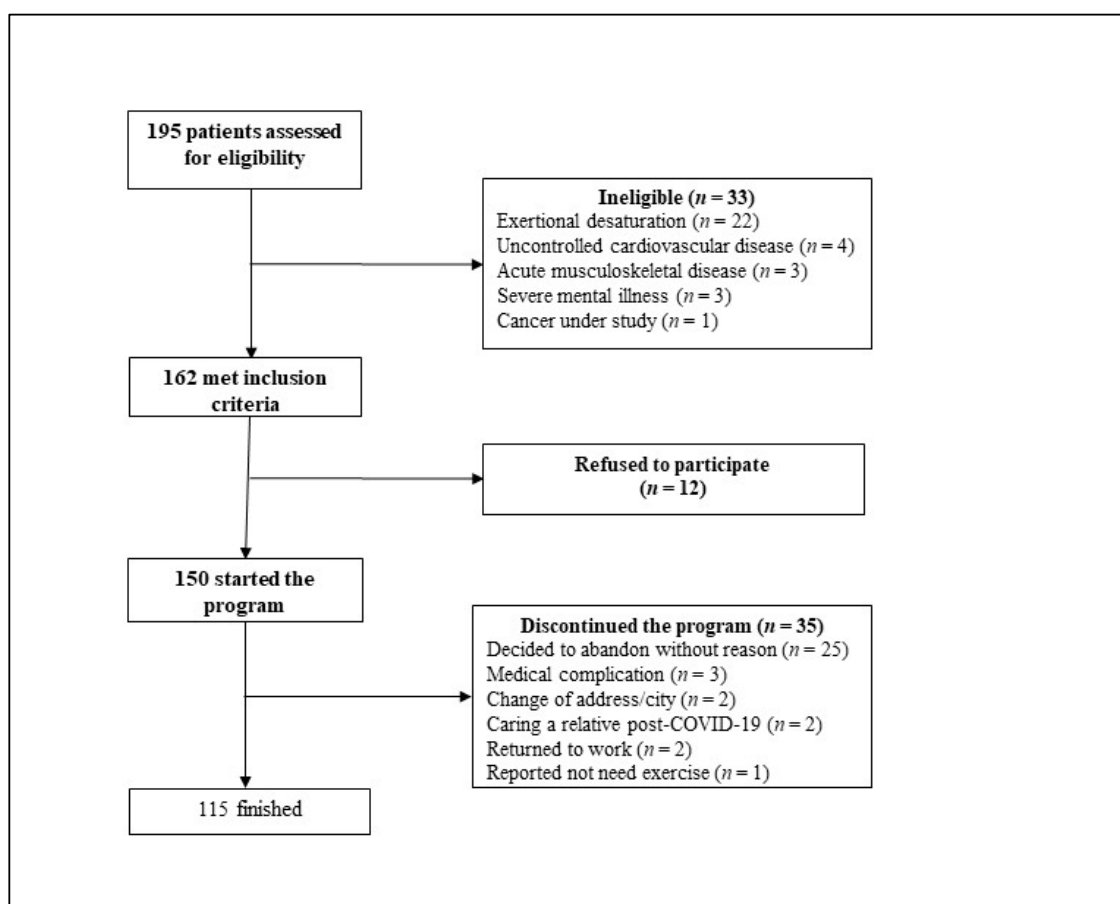 195 patients assessed
for eligibility
Ineligible (n = 33)
Exertional desaturation (n = 22)
Uncontrolled cardiovascular disease (n = 4)
Acute musculoskeletal disease (n = 3)
Severe mental illness (n = 3)
Cancer under study (n = 1)
162 met inclusion
criteria
Refused to participate
(n = 12)
150 started the
program
Discontinued the program (n = 35)
Decided to abandon without reason (n = 25)
Medical complication (n = 3)
Change of address/city (n = 2)
Caring a relative post-COVID-19 (n = 2)
Returned to work (n = 2)
Reported not need exercise (n = 1)
115 finished